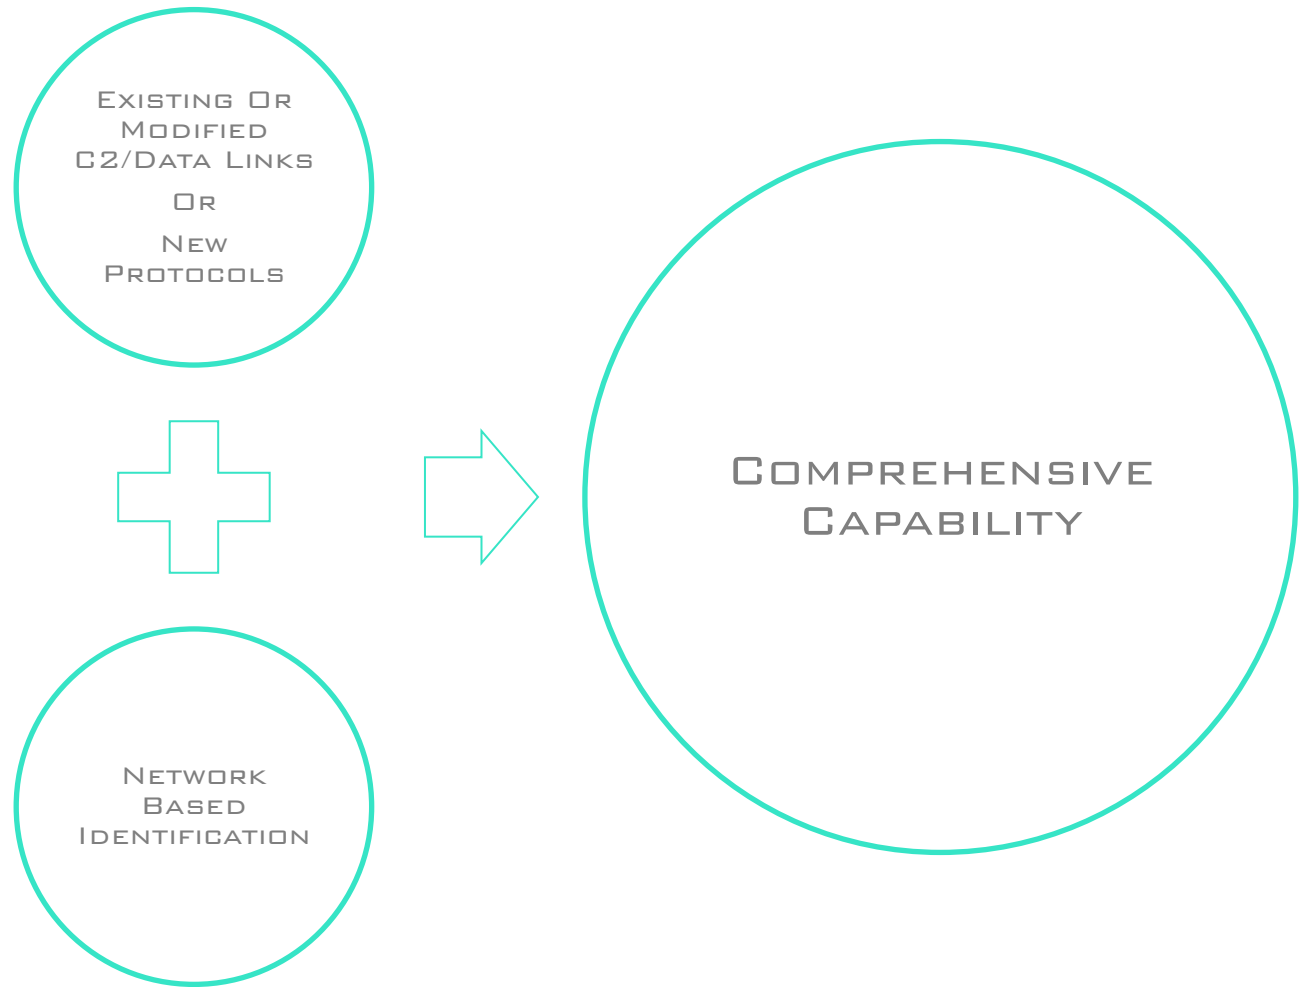 Existing Or
Modified
C2/Data Links
Or
New
Protocols
Comprehensive
Capability
Network
Based
Identification